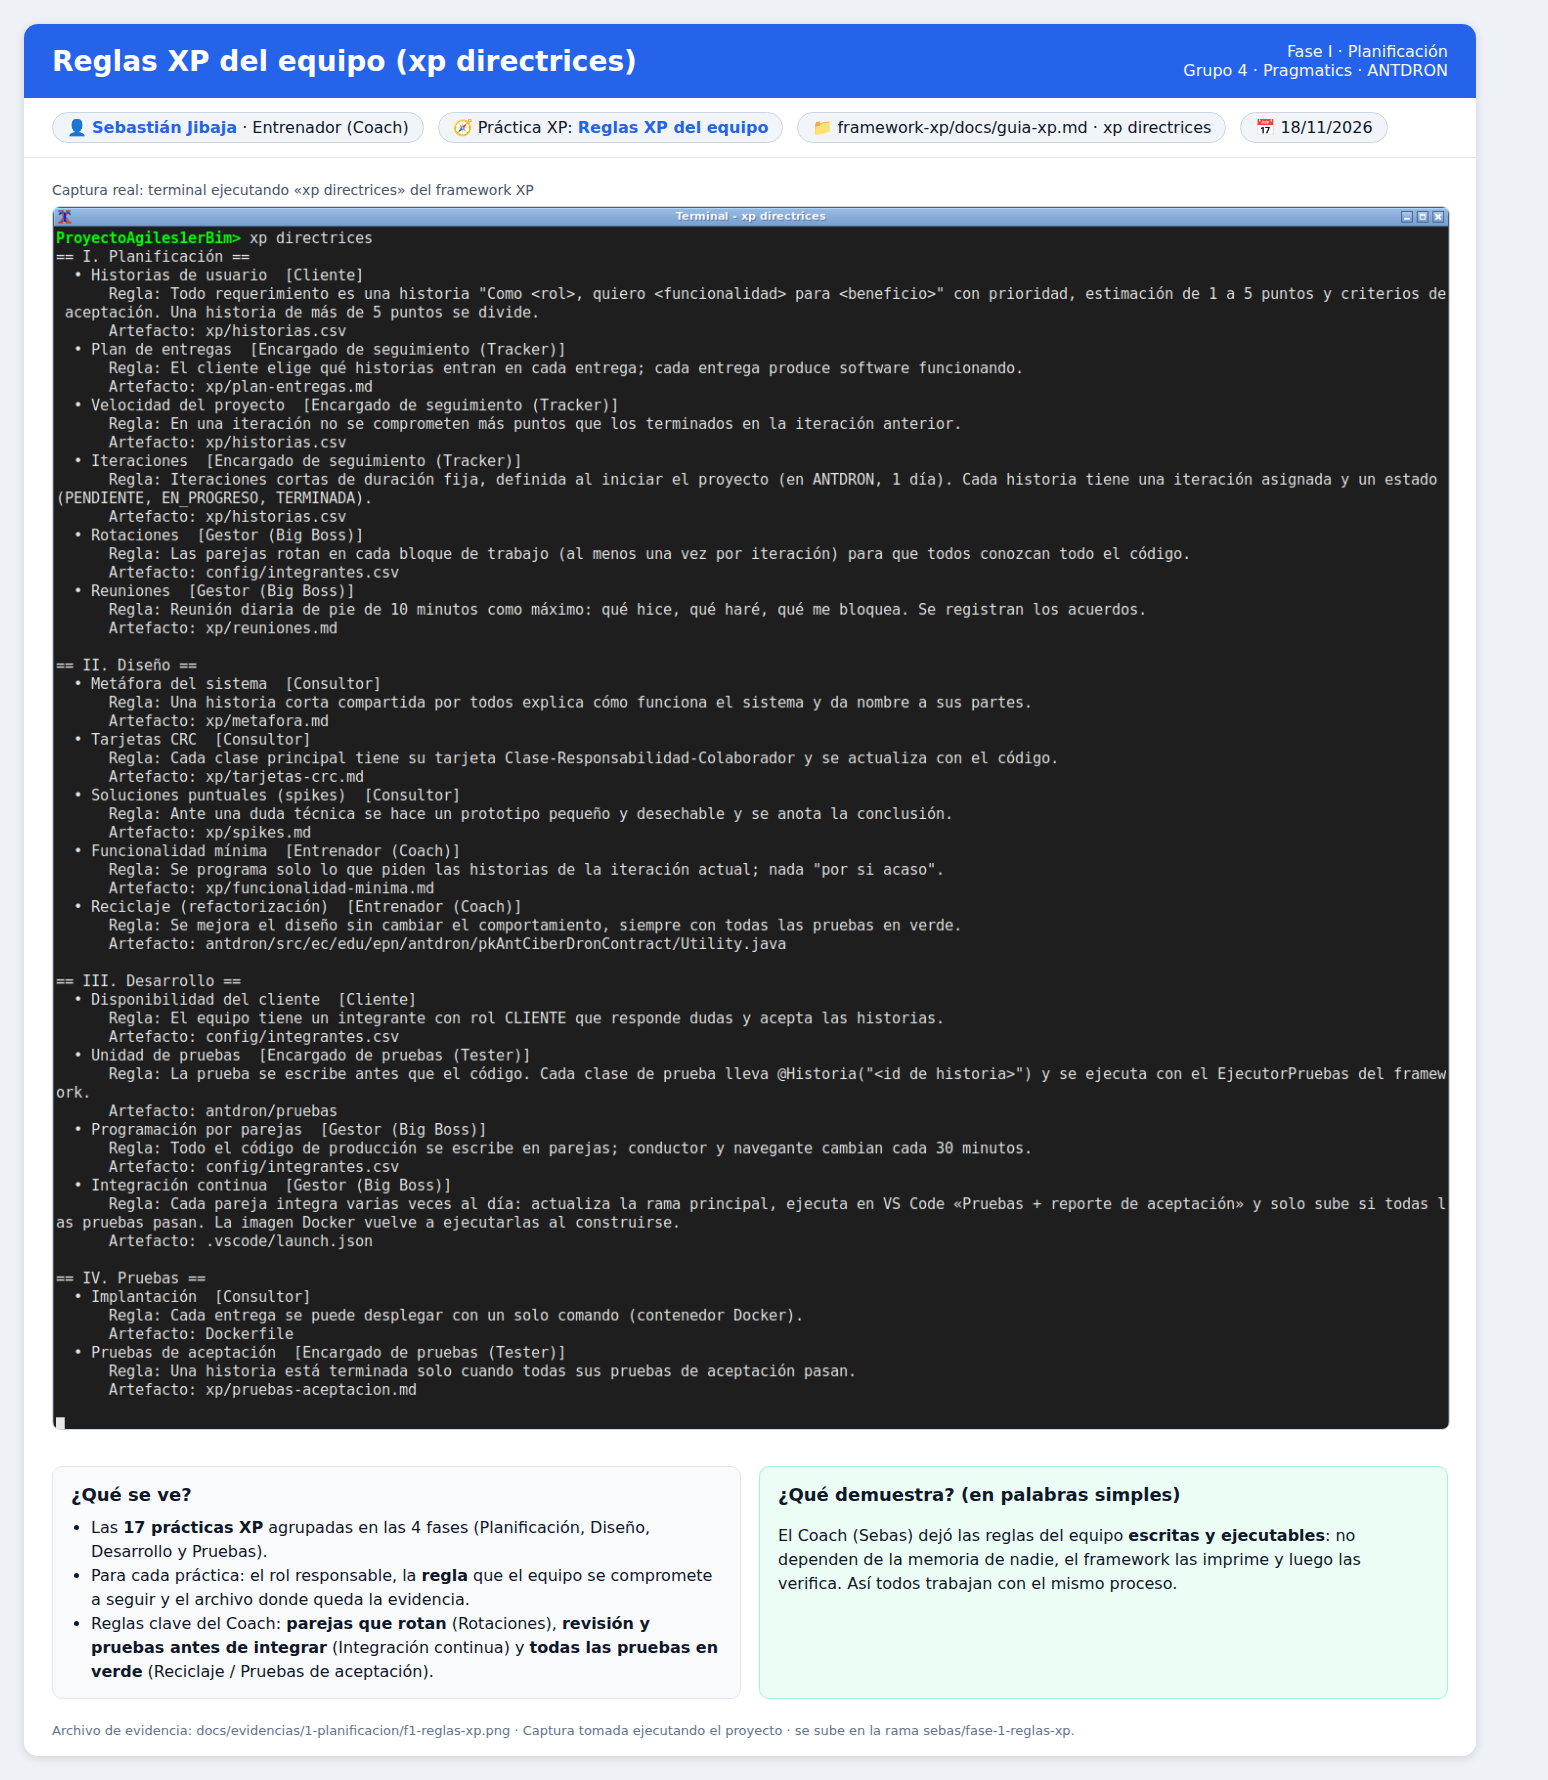 Reglas XP del equipo (xp directrices)
Fase I · Planificación
Grupo 4 · Pragmatics · ANTDRON
👤 Sebastián Jibaja · Entrenador (Coach)
🧭 Práctica XP: Reglas XP del equipo
📁 framework-xp/docs/guia-xp.md · xp directrices
📅 18/11/2026
Captura real: terminal ejecutando «xp directrices» del framework XP
Terminal - xp directrices
ProyectoAgiles1erBim> xp directrices
== I. Planificación ==
• Historias de usuario  [Cliente]
Regla: Todo requerimiento es una historia "Como <rol>, quiero <funcionalidad> para <beneficio>" con prioridad, estimación de 1 a 5 puntos y criterios de
aceptación. Una historia de más de 5 puntos se divide.
Artefacto: xp/historias.csv
• Plan de entregas  [Encargado de seguimiento (Tracker)]
Regla: El cliente elige qué historias entran en cada entrega; cada entrega produce software funcionando.
Artefacto: xp/plan-entregas.md
• Velocidad del proyecto  [Encargado de seguimiento (Tracker)]
Regla: En una iteración no se comprometen más puntos que los terminados en la iteración anterior.
Artefacto: xp/historias.csv
• Iteraciones  [Encargado de seguimiento (Tracker)]
Regla: Iteraciones cortas de duración fija, definida al iniciar el proyecto (en ANTDRON, 1 día). Cada historia tiene una iteración asignada y un estado
(PENDIENTE, EN_PROGRESO, TERMINADA).
Artefacto: xp/historias.csv
• Rotaciones  [Gestor (Big Boss)]
Regla: Las parejas rotan en cada bloque de trabajo (al menos una vez por iteración) para que todos conozcan todo el código.
Artefacto: config/integrantes.csv
• Reuniones  [Gestor (Big Boss)]
Regla: Reunión diaria de pie de 10 minutos como máximo: qué hice, qué haré, qué me bloquea. Se registran los acuerdos.
Artefacto: xp/reuniones.md
== II. Diseño ==
• Metáfora del sistema  [Consultor]
Regla: Una historia corta compartida por todos explica cómo funciona el sistema y da nombre a sus partes.
Artefacto: xp/metafora.md
• Tarjetas CRC  [Consultor]
Regla: Cada clase principal tiene su tarjeta Clase-Responsabilidad-Colaborador y se actualiza con el código.
Artefacto: xp/tarjetas-crc.md
• Soluciones puntuales (spikes)  [Consultor]
Regla: Ante una duda técnica se hace un prototipo pequeño y desechable y se anota la conclusión.
Artefacto: xp/spikes.md
• Funcionalidad mínima  [Entrenador (Coach)]
Regla: Se programa solo lo que piden las historias de la iteración actual; nada "por si acaso".
Artefacto: xp/funcionalidad-minima.md
• Reciclaje (refactorización)  [Entrenador (Coach)]
Regla: Se mejora el diseño sin cambiar el comportamiento, siempre con todas las pruebas en verde.
Artefacto: antdron/src/ec/edu/epn/antdron/pkAntCiberDronContract/Utility.java
== III. Desarrollo ==
• Disponibilidad del cliente  [Cliente]
Regla: El equipo tiene un integrante con rol CLIENTE que responde dudas y acepta las historias.
Artefacto: config/integrantes.csv
• Unidad de pruebas  [Encargado de pruebas (Tester)]
Regla: La prueba se escribe antes que el código. Cada clase de prueba lleva @Historia("<id de historia>") y se ejecuta con el EjecutorPruebas del framew
ork.
Artefacto: antdron/pruebas
• Programación por parejas  [Gestor (Big Boss)]
Regla: Todo el código de producción se escribe en parejas; conductor y navegante cambian cada 30 minutos.
Artefacto: config/integrantes.csv
• Integración continua  [Gestor (Big Boss)]
Regla: Cada pareja integra varias veces al día: actualiza la rama principal, ejecuta en VS Code «Pruebas + reporte de aceptación» y solo sube si todas l
as pruebas pasan. La imagen Docker vuelve a ejecutarlas al construirse.
Artefacto: .vscode/launch.json
== IV. Pruebas ==
• Implantación  [Consultor]
Regla: Cada entrega se puede desplegar con un solo comando (contenedor Docker).
Artefacto: Dockerfile
• Pruebas de aceptación  [Encargado de pruebas (Tester)]
Regla: Una historia está terminada solo cuando todas sus pruebas de aceptación pasan.
Artefacto: xp/pruebas-aceptacion.md
¿Qué se ve?
• Las 17 prácticas XP agrupadas en las 4 fases (Planificación, Diseño,
Desarrollo y Pruebas).
• Para cada práctica: el rol responsable, la regla que el equipo se compromete
a seguir y el archivo donde queda la evidencia.
• Reglas clave del Coach: parejas que rotan (Rotaciones), revisión y
pruebas antes de integrar (Integración continua) y todas las pruebas en
verde (Reciclaje / Pruebas de aceptación).
¿Qué demuestra? (en palabras simples)
El Coach (Sebas) dejó las reglas del equipo escritas y ejecutables: no
dependen de la memoria de nadie, el framework las imprime y luego las
verifica. Así todos trabajan con el mismo proceso.
Archivo de evidencia: docs/evidencias/1-planificacion/f1-reglas-xp.png · Captura tomada ejecutando el proyecto · se sube en la rama sebas/fase-1-reglas-xp.